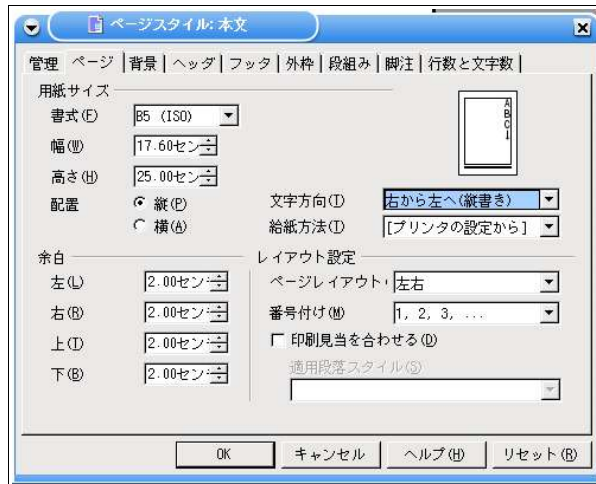 ページスタイル:本文
管理 ページ 背景 ヘッダ フッタ 外枠 段組み 脚注 行数と文字数
用紙サイズ
書式(F) B5 (ISO)
幅(W) 17.60セン
高さ(H) 25.00セン
配置 縦(P)
横(A)
A
B
C
文字方向(T) 右から左へ(縦書き)
給紙方法(T) [プリンタの設定から]
余白
左(L) 2.00セン
右(R) 2.00セン
上(T) 2.00セン
下(B) 2.00セン
レイアウト設定
ページレイアウト 左右
番号付け(M) 1, 2, 3, ...
印刷見当を合わせる(D)
適用段落スタイル(S)
OK キャンセル ヘルプ(H) リセット(R)